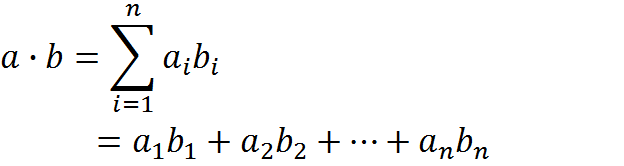 a · b = ∑_{i=1}^{n} a_i b_i
= a_1 b_1 + a_2 b_2 + ⋯ + a_n b_n